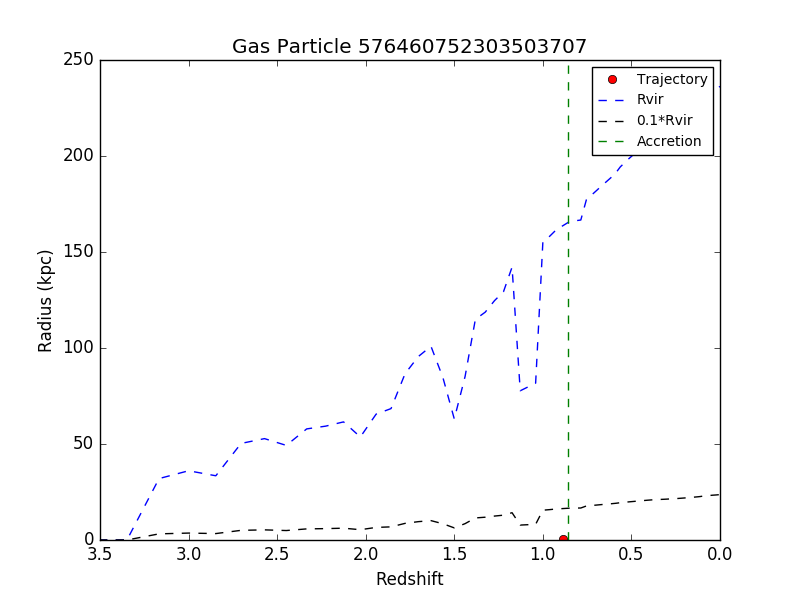 Gas Particle 576460752303503707
250
200
150
100
50
0
Radius (kpc)
Trajectory
Rvir
0.1*Rvir
Accretion
3.5 3.0 2.5 2.0 1.5 1.0 0.5 0.0
Redshift